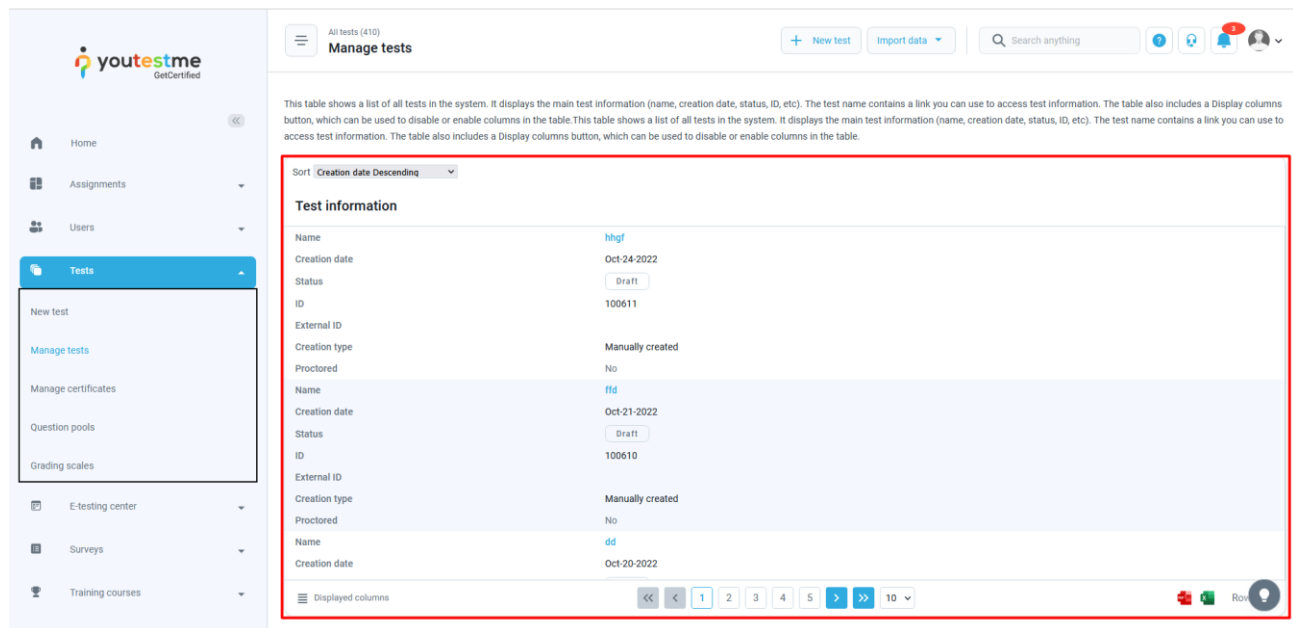 youtestme
GetCertified
Home
Assignments
Users
Tests
New test
Manage tests
Manage certificates
Question pools
Grading scales
E-testing center
Surveys
Training courses
All tests (410)
Manage tests
New test
Import data
Search anything
3
This table shows a list of all tests in the system. It displays the main test information (name, creation date, status, ID, etc). The test name contains a link you can use to access test information. The table also includes a Display columns
button, which can be used to disable or enable columns in the table.This table shows a list of all tests in the system. It displays the main test information (name, creation date, status, ID, etc). The test name contains a link you can use to
access test information. The table also includes a Display columns button, which can be used to disable or enable columns in the table.
Sort Creation date Descending
Test information
Name hhgf
Creation date Oct-24-2022
Status Draft
ID 100611
External ID
Creation type Manually created
Proctored No
Name ffd
Creation date Oct-21-2022
Status Draft
ID 100610
External ID
Creation type Manually created
Proctored No
Name dd
Creation date Oct-20-2022
Displayed columns 1 2 3 4 5 10